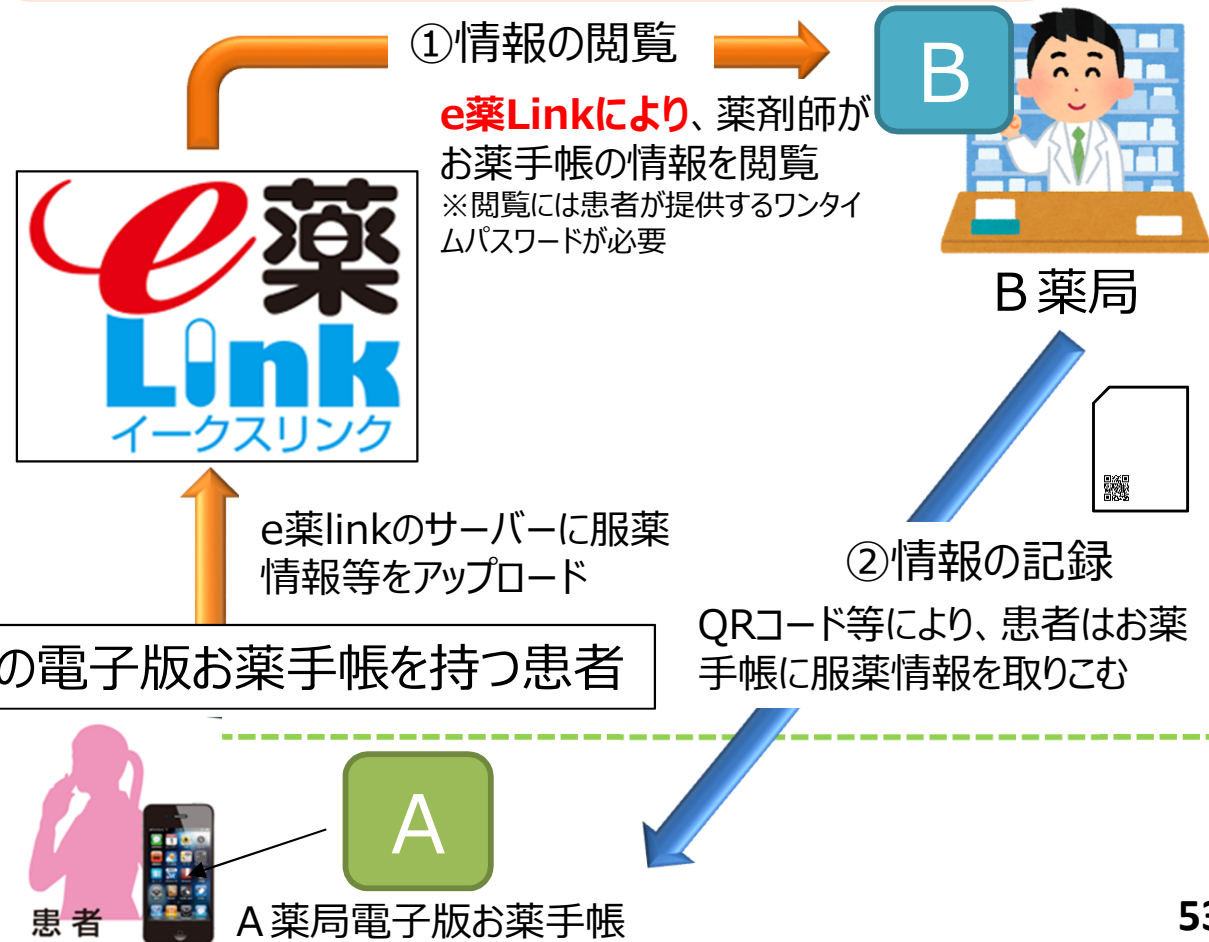 ①情報の閲覧
B
e薬Linkにより、薬剤師が
お薬手帳の情報を閲覧
※閲覧には患者が提供するワンタイ
ムパスワードが必要
e薬
Link
イークスリンク
B薬局
e薬linkのサーバーに服薬
情報等をアップロード
②情報の記録
QRコード等により、患者はお薬
手帳に服薬情報を取りこむ
の電子版お薬手帳を持つ患者
A
患者
A薬局電子版お薬手帳
53